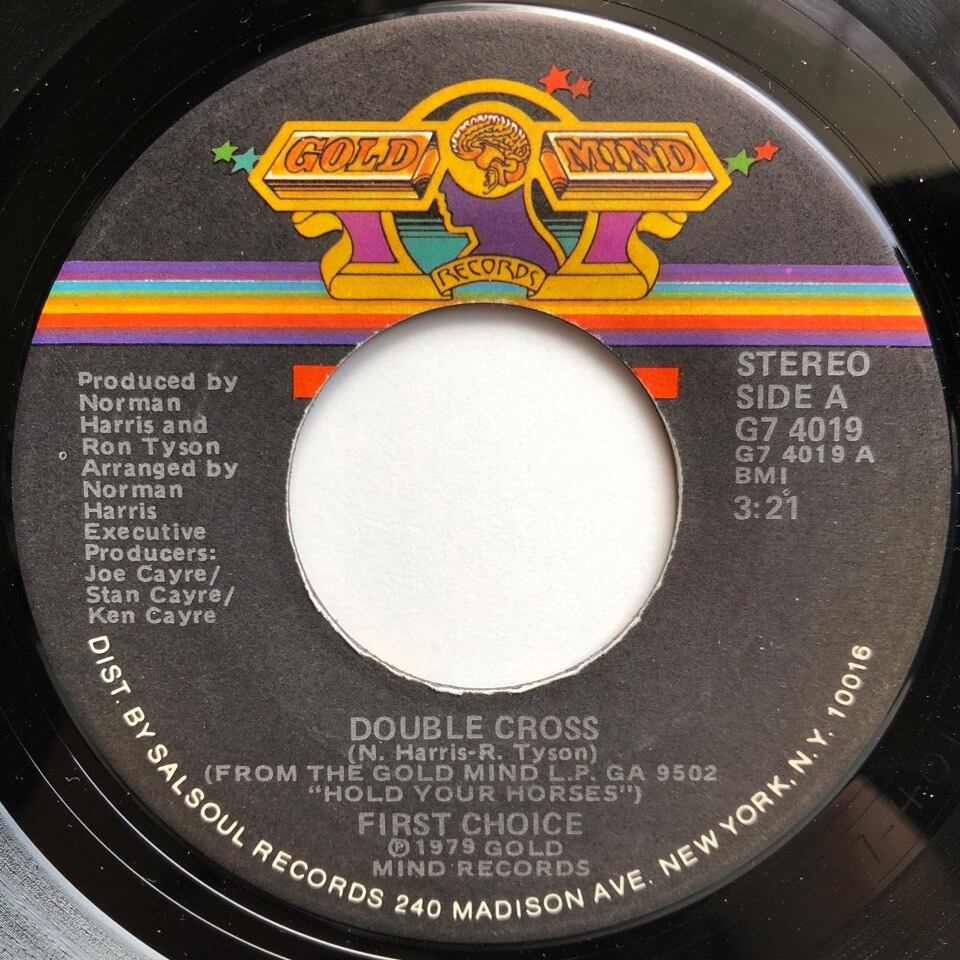 GOLD MIND
RECORDS
Produced by
Norman
Harris and
Ron Tyson
Arranged by
Norman
Harris
Executive
Producers:
Joe Cayre/
Stan Cayre/
Ken Cayre
STEREO
SIDE A
G7 4019
G7 4019 A
BMI
3:21
DOUBLE CROSS
(N. Harris-R. Tyson)
(FROM THE GOLD MIND L.P. GA 9502
"HOLD YOUR HORSES")
FIRST CHOICE
℗1979 GOLD
MIND RECORDS
DIST. BY SALSOUL RECORDS 240 MADISON AVE. NEW YORK, N.Y. 10016